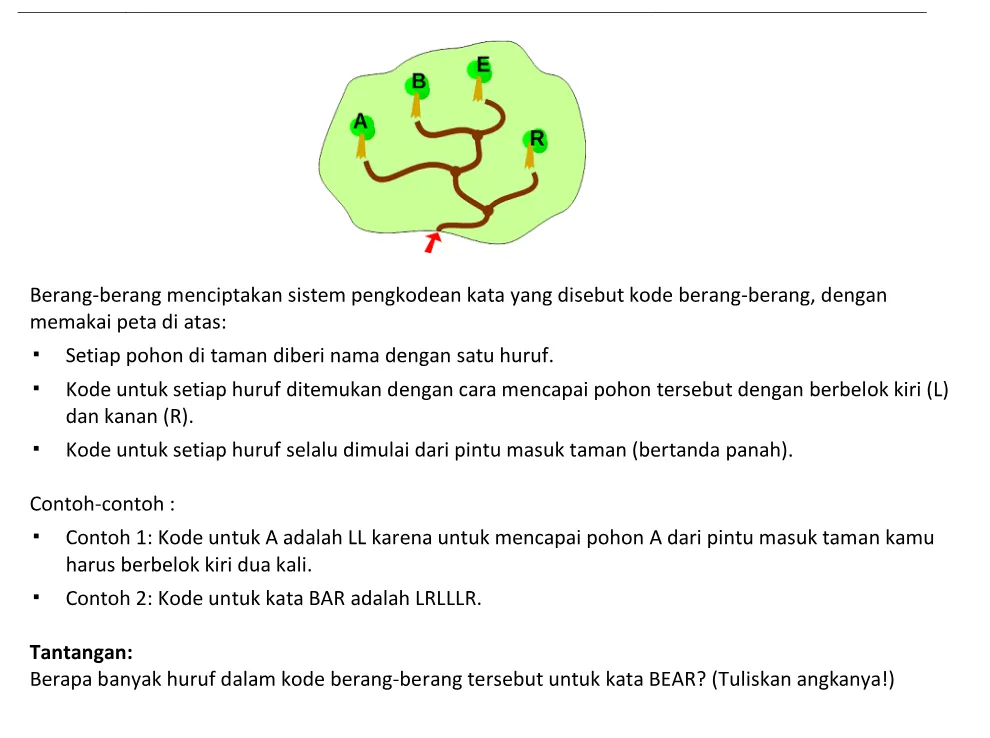 B
E
A
R
Berang-berang menciptakan sistem pengkodean kata yang disebut kode berang-berang, dengan
memakai peta di atas:
▪ Setiap pohon di taman diberi nama dengan satu huruf.
▪ Kode untuk setiap huruf ditemukan dengan cara mencapai pohon tersebut dengan berbelok kiri (L)
dan kanan (R).
▪ Kode untuk setiap huruf selalu dimulai dari pintu masuk taman (bertanda panah).
Contoh-contoh :
▪ Contoh 1: Kode untuk A adalah LL karena untuk mencapai pohon A dari pintu masuk taman kamu
harus berbelok kiri dua kali.
▪ Contoh 2: Kode untuk kata BAR adalah LRLLLR.
Tantangan:
Berapa banyak huruf dalam kode berang-berang tersebut untuk kata BEAR? (Tuliskan angkanya!)